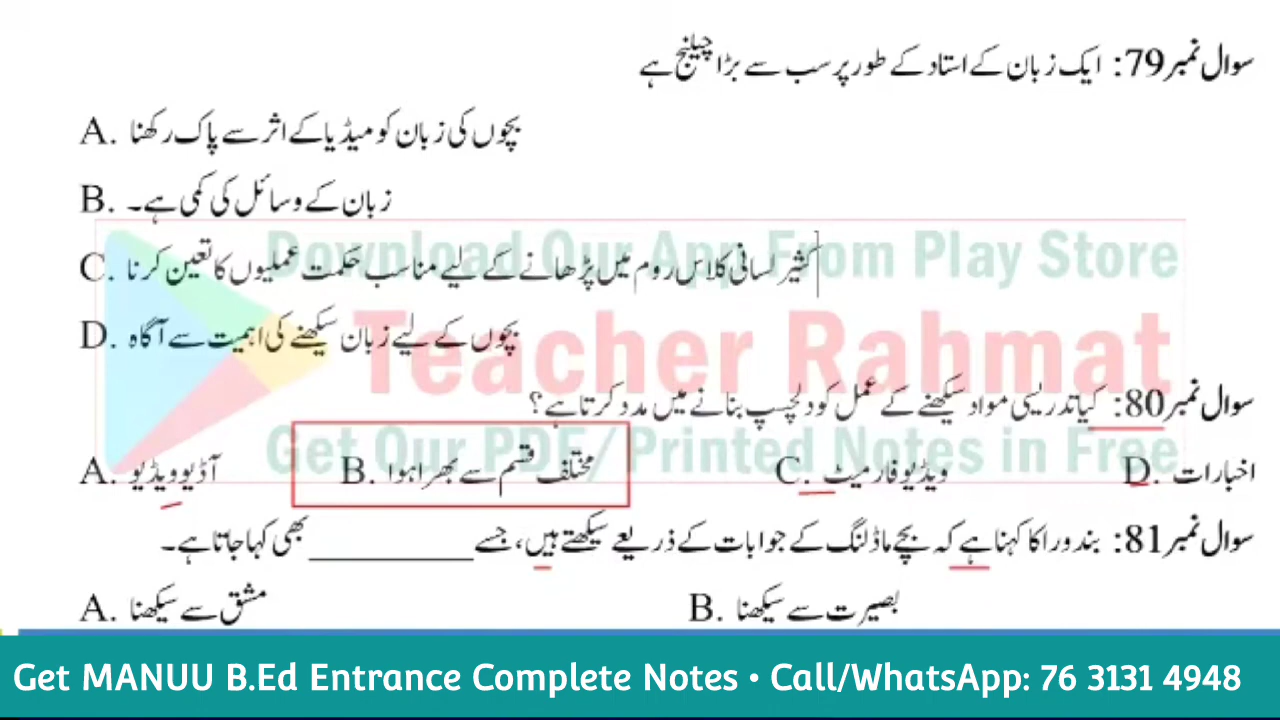 سوال نمبر 79: ایک زبان کے استاد کے طور پر سب سے بڑا چیلنج ہے
A. بچوں کی زبان کو میڈیا کے اثر سے پاک رکھنا
B. زبان کے وسائل کی کمی ہے۔
Download Our App From Play Store
C. کثیر لسانی کلاس روم میں پڑھانے کے لیے مناسب حکمت عملیوں کا تعین کرنا
D. بچوں کے لیے زبان سیکھنے کی اہمیت سے آگاہ
Teacher Rahmat
سوال نمبر 80: کیا تدریسی مواد سیکھنے کے عمل کو دلچسپ بنانے میں مدد کرتا ہے؟
Get Our PDF/Printed Notes in Free
A. آڈیو ویڈیو B. مختلف قسم سے بھرا ہوا C. ویڈیو فارمیٹ D. اخبارات
سوال نمبر 81: بندورا کا کہنا ہے کہ بچے ماڈلنگ کے جوابات کے ذریعے سیکھتے ہیں، جسے __________ بھی کہا جاتا ہے۔
A. مشق سے سیکھنا B. بصیرت سے سیکھنا
Get MANUU B.Ed Entrance Complete Notes • Call/WhatsApp: 76 3131 4948